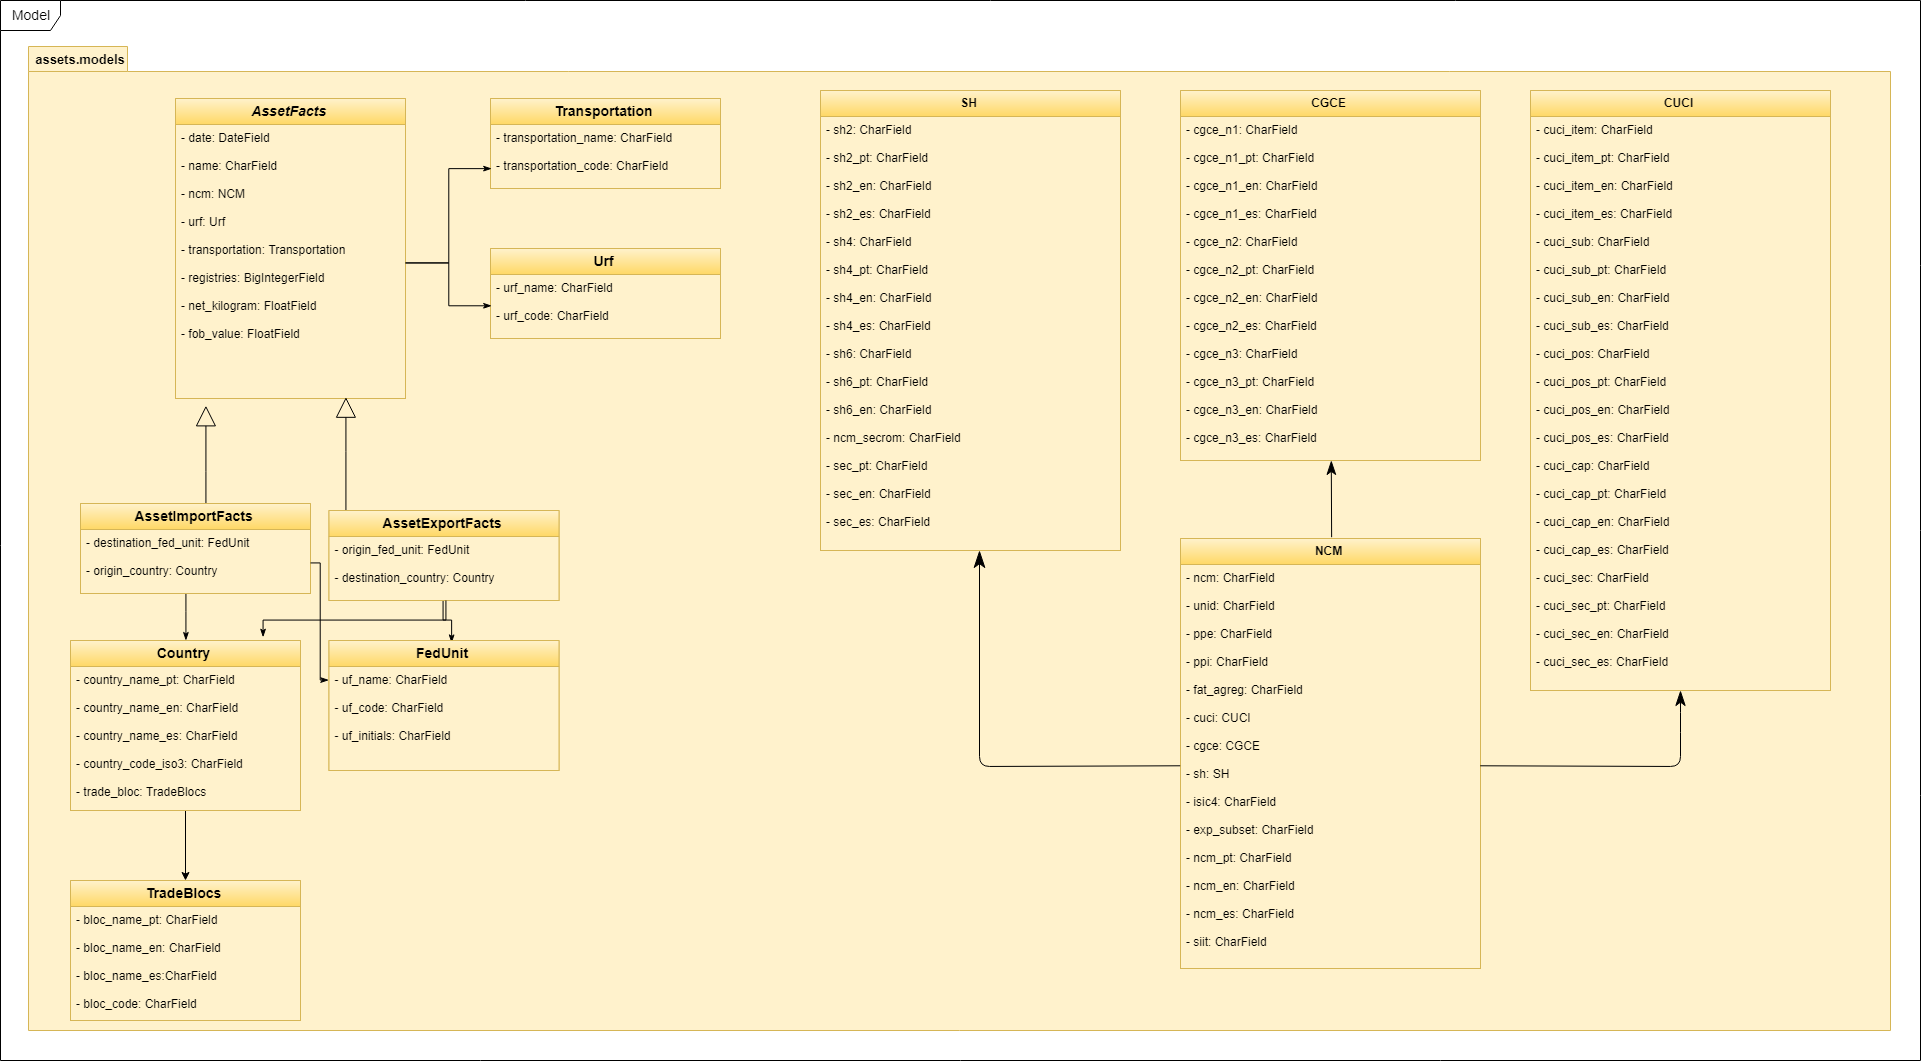 Model
assets.models
AssetFacts
- date: DateField
- name: CharField
- ncm: NCM
- urf: Urf
- transportation: Transportation
- registries: BigIntegerField
- net_kilogram: FloatField
- fob_value: FloatField
Transportation
- transportation_name: CharField
- transportation_code: CharField
Urf
- urf_name: CharField
- urf_code: CharField
AssetImportFacts
- destination_fed_unit: FedUnit
- origin_country: Country
AssetExportFacts
- origin_fed_unit: FedUnit
- destination_country: Country
Country
- country_name_pt: CharField
- country_name_en: CharField
- country_name_es: CharField
- country_code_iso3: CharField
- trade_bloc: TradeBlocs
FedUnit
- uf_name: CharField
- uf_code: CharField
- uf_initials: CharField
TradeBlocs
- bloc_name_pt: CharField
- bloc_name_en: CharField
- bloc_name_es:CharField
- bloc_code: CharField
SH
- sh2: CharField
- sh2_pt: CharField
- sh2_en: CharField
- sh2_es: CharField
- sh4: CharField
- sh4_pt: CharField
- sh4_en: CharField
- sh4_es: CharField
- sh6: CharField
- sh6_pt: CharField
- sh6_en: CharField
- ncm_secrom: CharField
- sec_pt: CharField
- sec_en: CharField
- sec_es: CharField
CGCE
- cgce_n1: CharField
- cgce_n1_pt: CharField
- cgce_n1_en: CharField
- cgce_n1_es: CharField
- cgce_n2: CharField
- cgce_n2_pt: CharField
- cgce_n2_en: CharField
- cgce_n2_es: CharField
- cgce_n3: CharField
- cgce_n3_pt: CharField
- cgce_n3_en: CharField
- cgce_n3_es: CharField
NCM
- ncm: CharField
- unid: CharField
- ppe: CharField
- ppi: CharField
- fat_agreg: CharField
- cuci: CUCI
- cgce: CGCE
- sh: SH
- isic4: CharField
- exp_subset: CharField
- ncm_pt: CharField
- ncm_en: CharField
- ncm_es: CharField
- siit: CharField
CUCI
- cuci_item: CharField
- cuci_item_pt: CharField
- cuci_item_en: CharField
- cuci_item_es: CharField
- cuci_sub: CharField
- cuci_sub_pt: CharField
- cuci_sub_en: CharField
- cuci_sub_es: CharField
- cuci_pos: CharField
- cuci_pos_pt: CharField
- cuci_pos_en: CharField
- cuci_pos_es: CharField
- cuci_cap: CharField
- cuci_cap_pt: CharField
- cuci_cap_en: CharField
- cuci_cap_es: CharField
- cuci_sec: CharField
- cuci_sec_pt: CharField
- cuci_sec_en: CharField
- cuci_sec_es: CharField